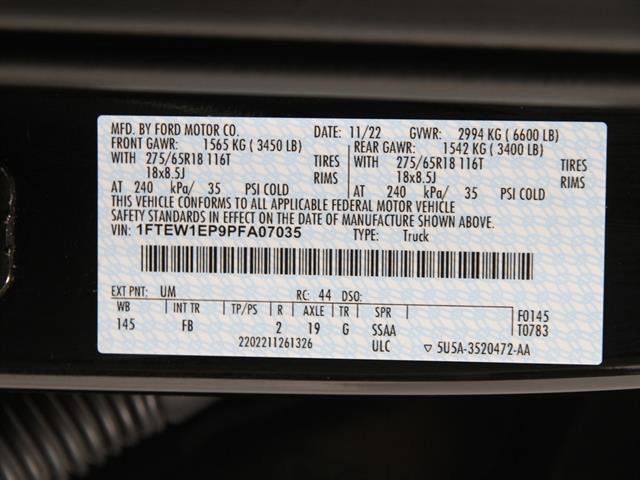 MFD. BY FORD MOTOR CO. DATE: 11/22 GVWR: 2994 KG ( 6600 LB)
FRONT GAWR: 1565 KG ( 3450 LB) REAR GAWR: 1542 KG ( 3400 LB)
WITH 275/65R18 116T TIRES WITH 275/65R18 116T TIRES
18x8.5J RIMS 18x8.5J RIMS
AT 240 kPa/ 35 PSI COLD AT 240 kPa/ 35 PSI COLD
THIS VEHICLE CONFORMS TO ALL APPLICABLE FEDERAL MOTOR VEHICLE
SAFETY STANDARDS IN EFFECT ON THE DATE OF MANUFACTURE SHOWN ABOVE.
VIN: 1FTEW1EP9PFA07035 TYPE: Truck
EXT PNT: UM RC: 44 DSO: F0145
WB INT TR TP/PS R AXLE TR SPR T0783
145 FB 2 19 G SSAA
2202211261326 ULC ▽ 5U5A-3520472-AA